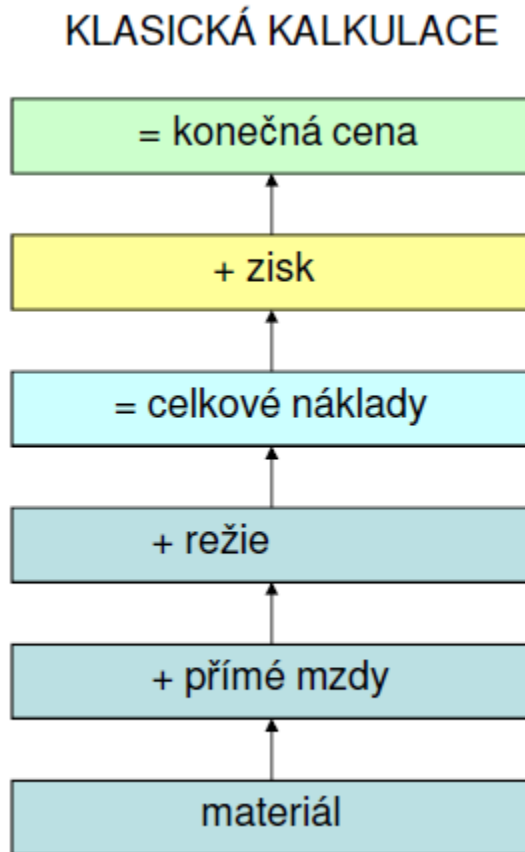 KLASICKÁ KALKULACE
= konečná cena
+ zisk
= celkové náklady
+ režie
+ přímé mzdy
materiál